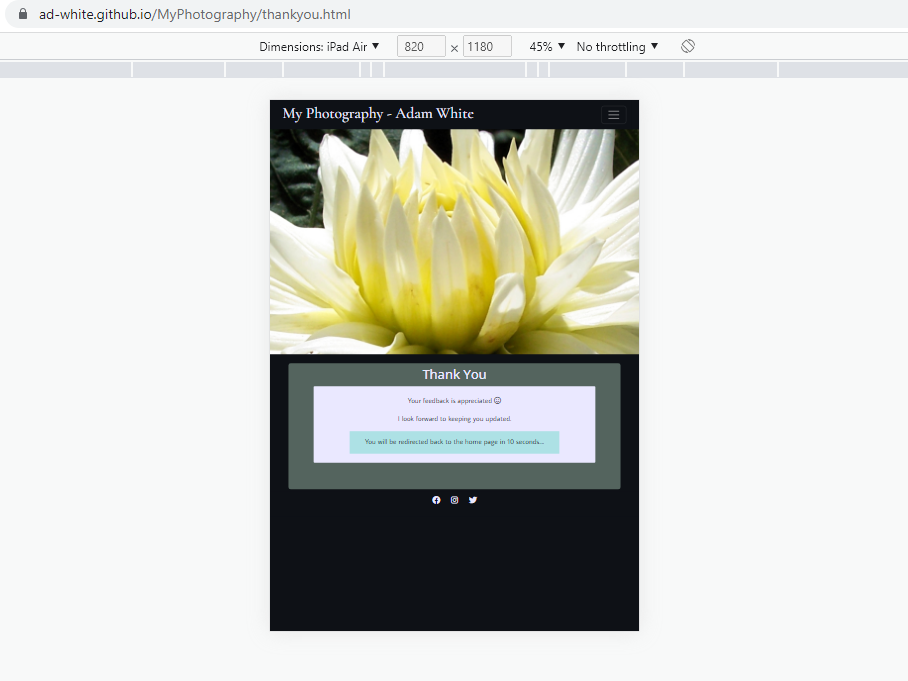 ad-white.github.io/MyPhotography/thankyou.html
Dimensions: iPad Air ▼ 820 × 1180 45% ▼ No throttling ▼
My Photography - Adam White
Thank You
Your feedback is appreciated ☺
I look forward to keeping you updated.
You will be redirected back to the home page in 10 seconds...